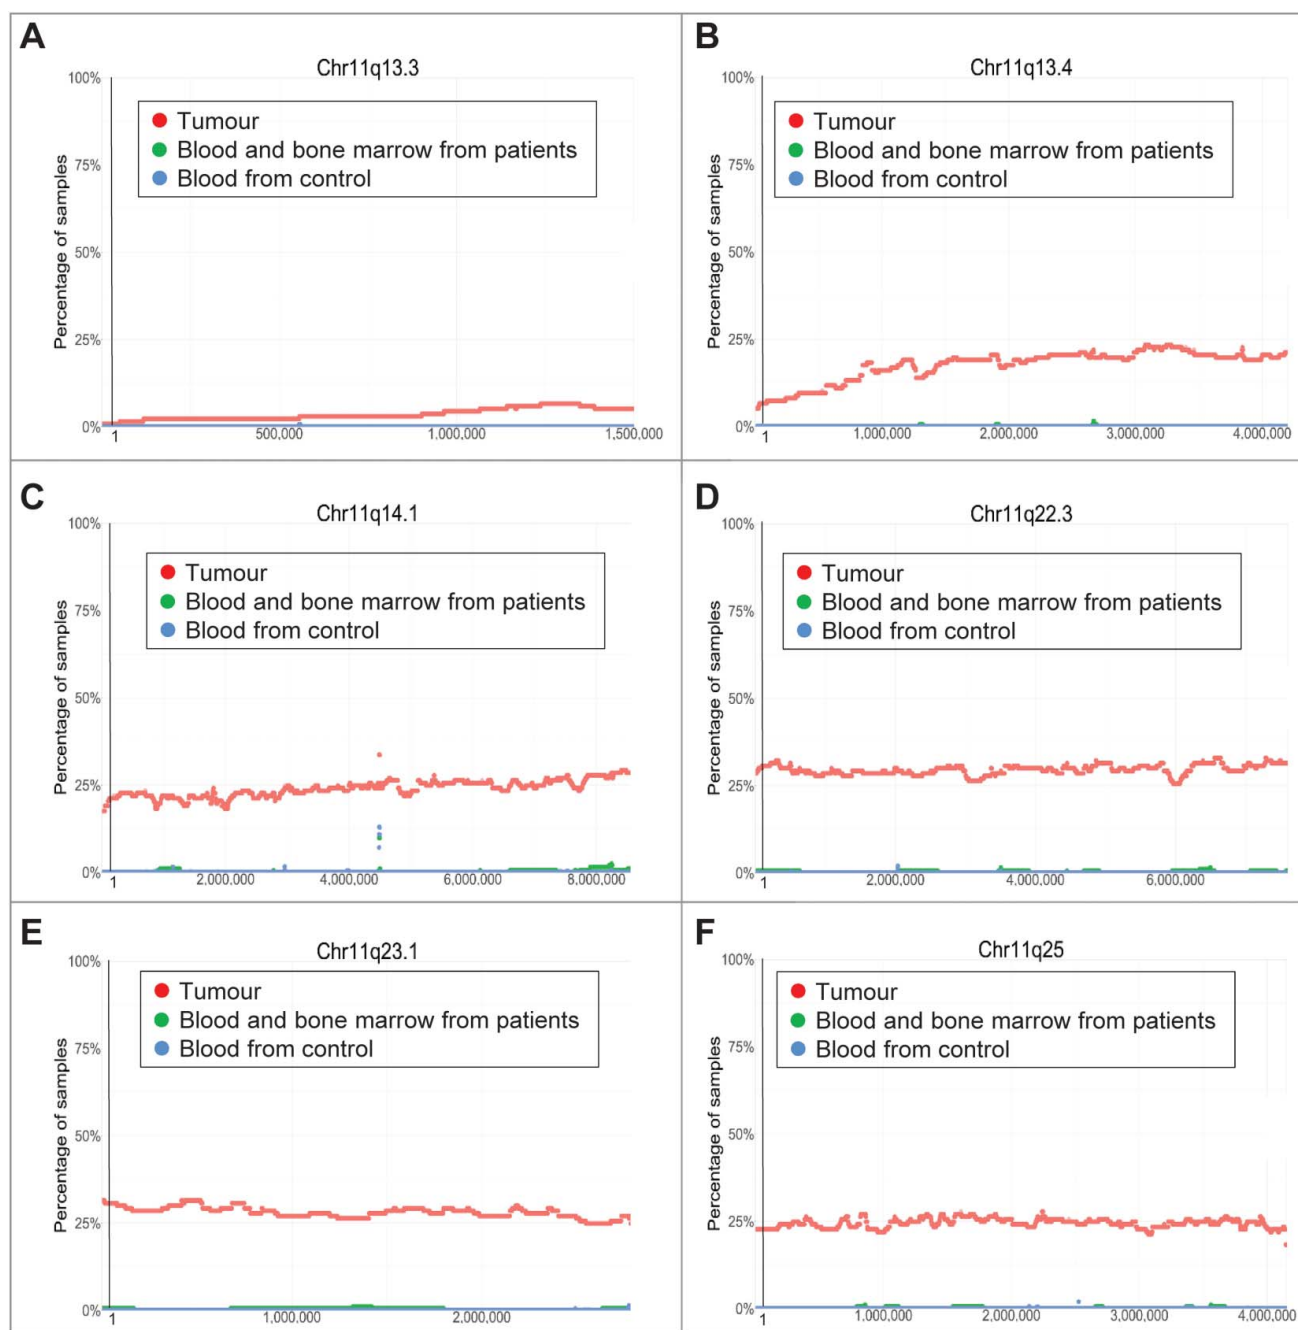 A
Chr11q13.3
100%
Tumour
Blood and bone marrow from patients
Blood from control
75%
50%
25%
0%
Percentage of samples
1 500,000 1,000,000 1,500,000
B
Chr11q13.4
100%
Tumour
Blood and bone marrow from patients
Blood from control
75%
50%
25%
0%
Percentage of samples
1 1,000,000 2,000,000 3,000,000 4,000,000
C
Chr11q14.1
100%
Tumour
Blood and bone marrow from patients
Blood from control
75%
50%
25%
0%
Percentage of samples
1 2,000,000 4,000,000 6,000,000 8,000,000
D
Chr11q22.3
100%
Tumour
Blood and bone marrow from patients
Blood from control
75%
50%
25%
0%
Percentage of samples
1 2,000,000 4,000,000 6,000,000
E
Chr11q23.1
100%
Tumour
Blood and bone marrow from patients
Blood from control
75%
50%
25%
0%
Percentage of samples
1 1,000,000 2,000,000
F
Chr11q25
100%
Tumour
Blood and bone marrow from patients
Blood from control
75%
50%
25%
0%
Percentage of samples
1 1,000,000 2,000,000 3,000,000 4,000,000